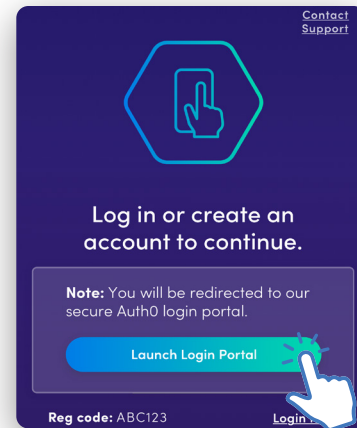 Contact
Support
Log in or create an
account to continue.
Note: You will be redirected to our
secure Auth0 login portal.
Launch Login Portal
Reg code: ABC123
Login